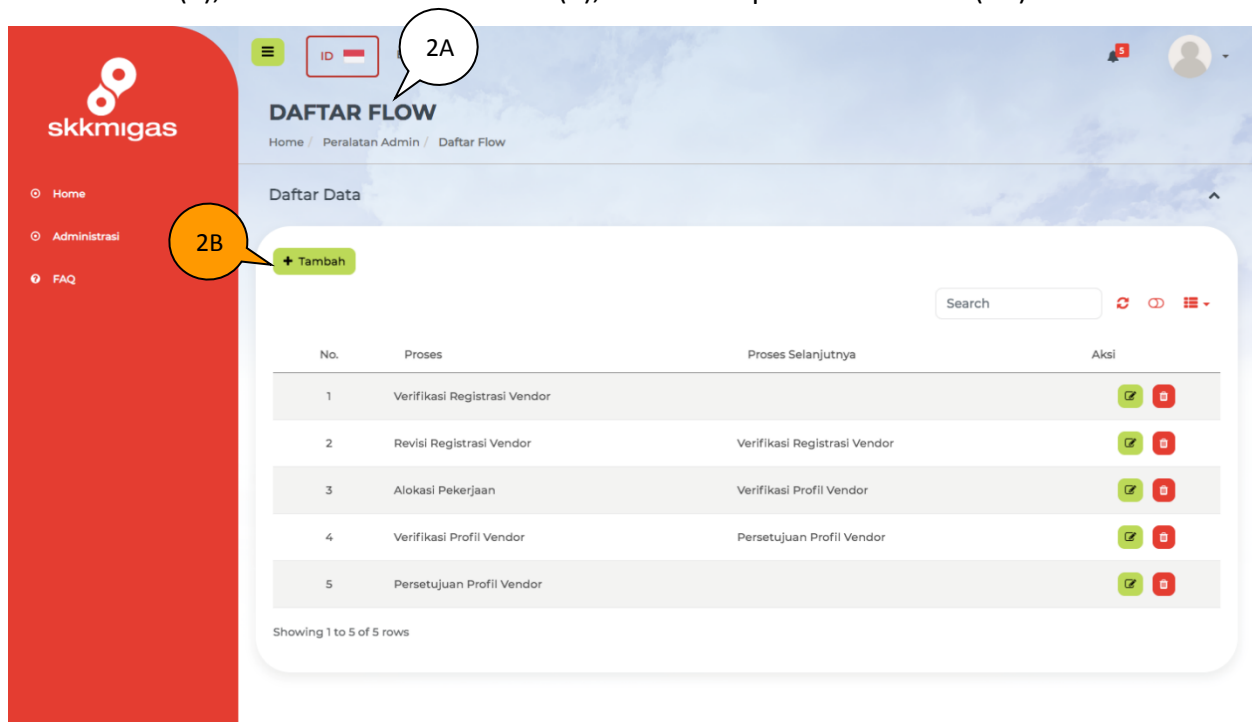 2A
ID
5
skkmigas
DAFTAR FLOW
Home / Peralatan Admin / Daftar Flow
Home
Administrasi
FAQ
Daftar Data
2B
+ Tambah
Search
No. Proses Proses Selanjutnya Aksi
1 Verifikasi Registrasi Vendor
2 Revisi Registrasi Vendor Verifikasi Registrasi Vendor
3 Alokasi Pekerjaan Verifikasi Profil Vendor
4 Verifikasi Profil Vendor Persetujuan Profil Vendor
5 Persetujuan Profil Vendor
Showing 1 to 5 of 5 rows